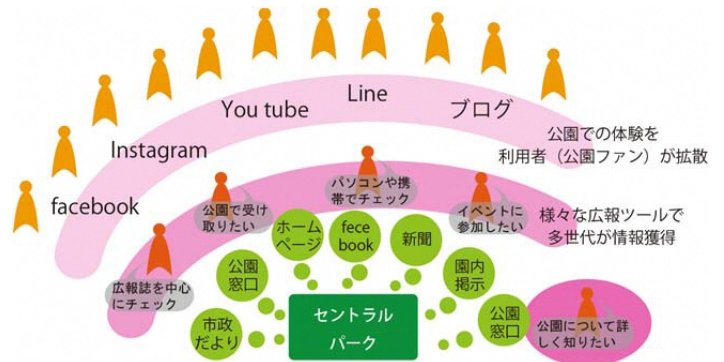 You tube
Line
ブログ
Instagram
facebook
公園での体験を
利用者（公園ファン）が拡散
パソコンや携
帯でチェック
公園で受け
取りたい
イベントに
参加したい
様々な広報ツールで
多世代が情報獲得
広報誌を中心
にチェック
ホーム
ページ
fece
book
新聞
公園
窓口
園内
掲示
市政
だより
セントラル
パーク
公園
窓口
公園について詳
しく知りたい